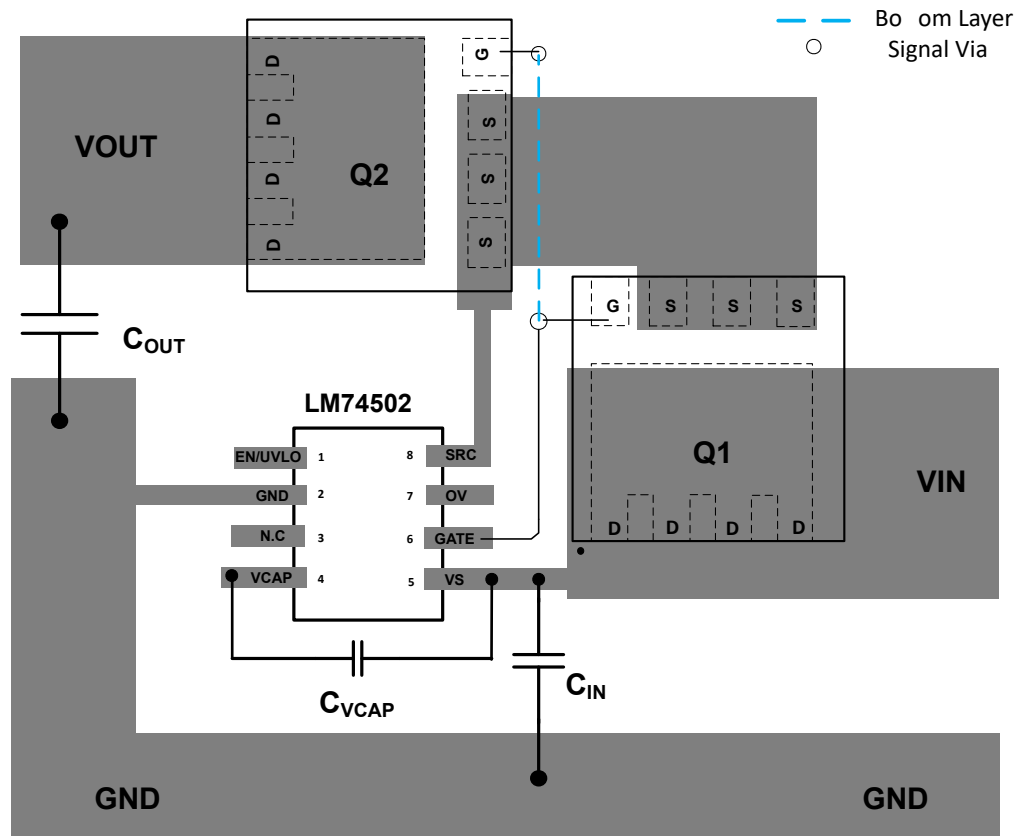 Bo om Layer
Signal Via
D
G
D
S
VOUT
Q2
D
S
D
S
G
S
S
S
COUT
LM74502
EN/UVLO 1
8 SRC
GND 2
7 OV
N.C 3
6 GATE
VCAP 4
5 VS
Q1
VIN
D
D
D
D
CVCAP
CIN
GND
GND